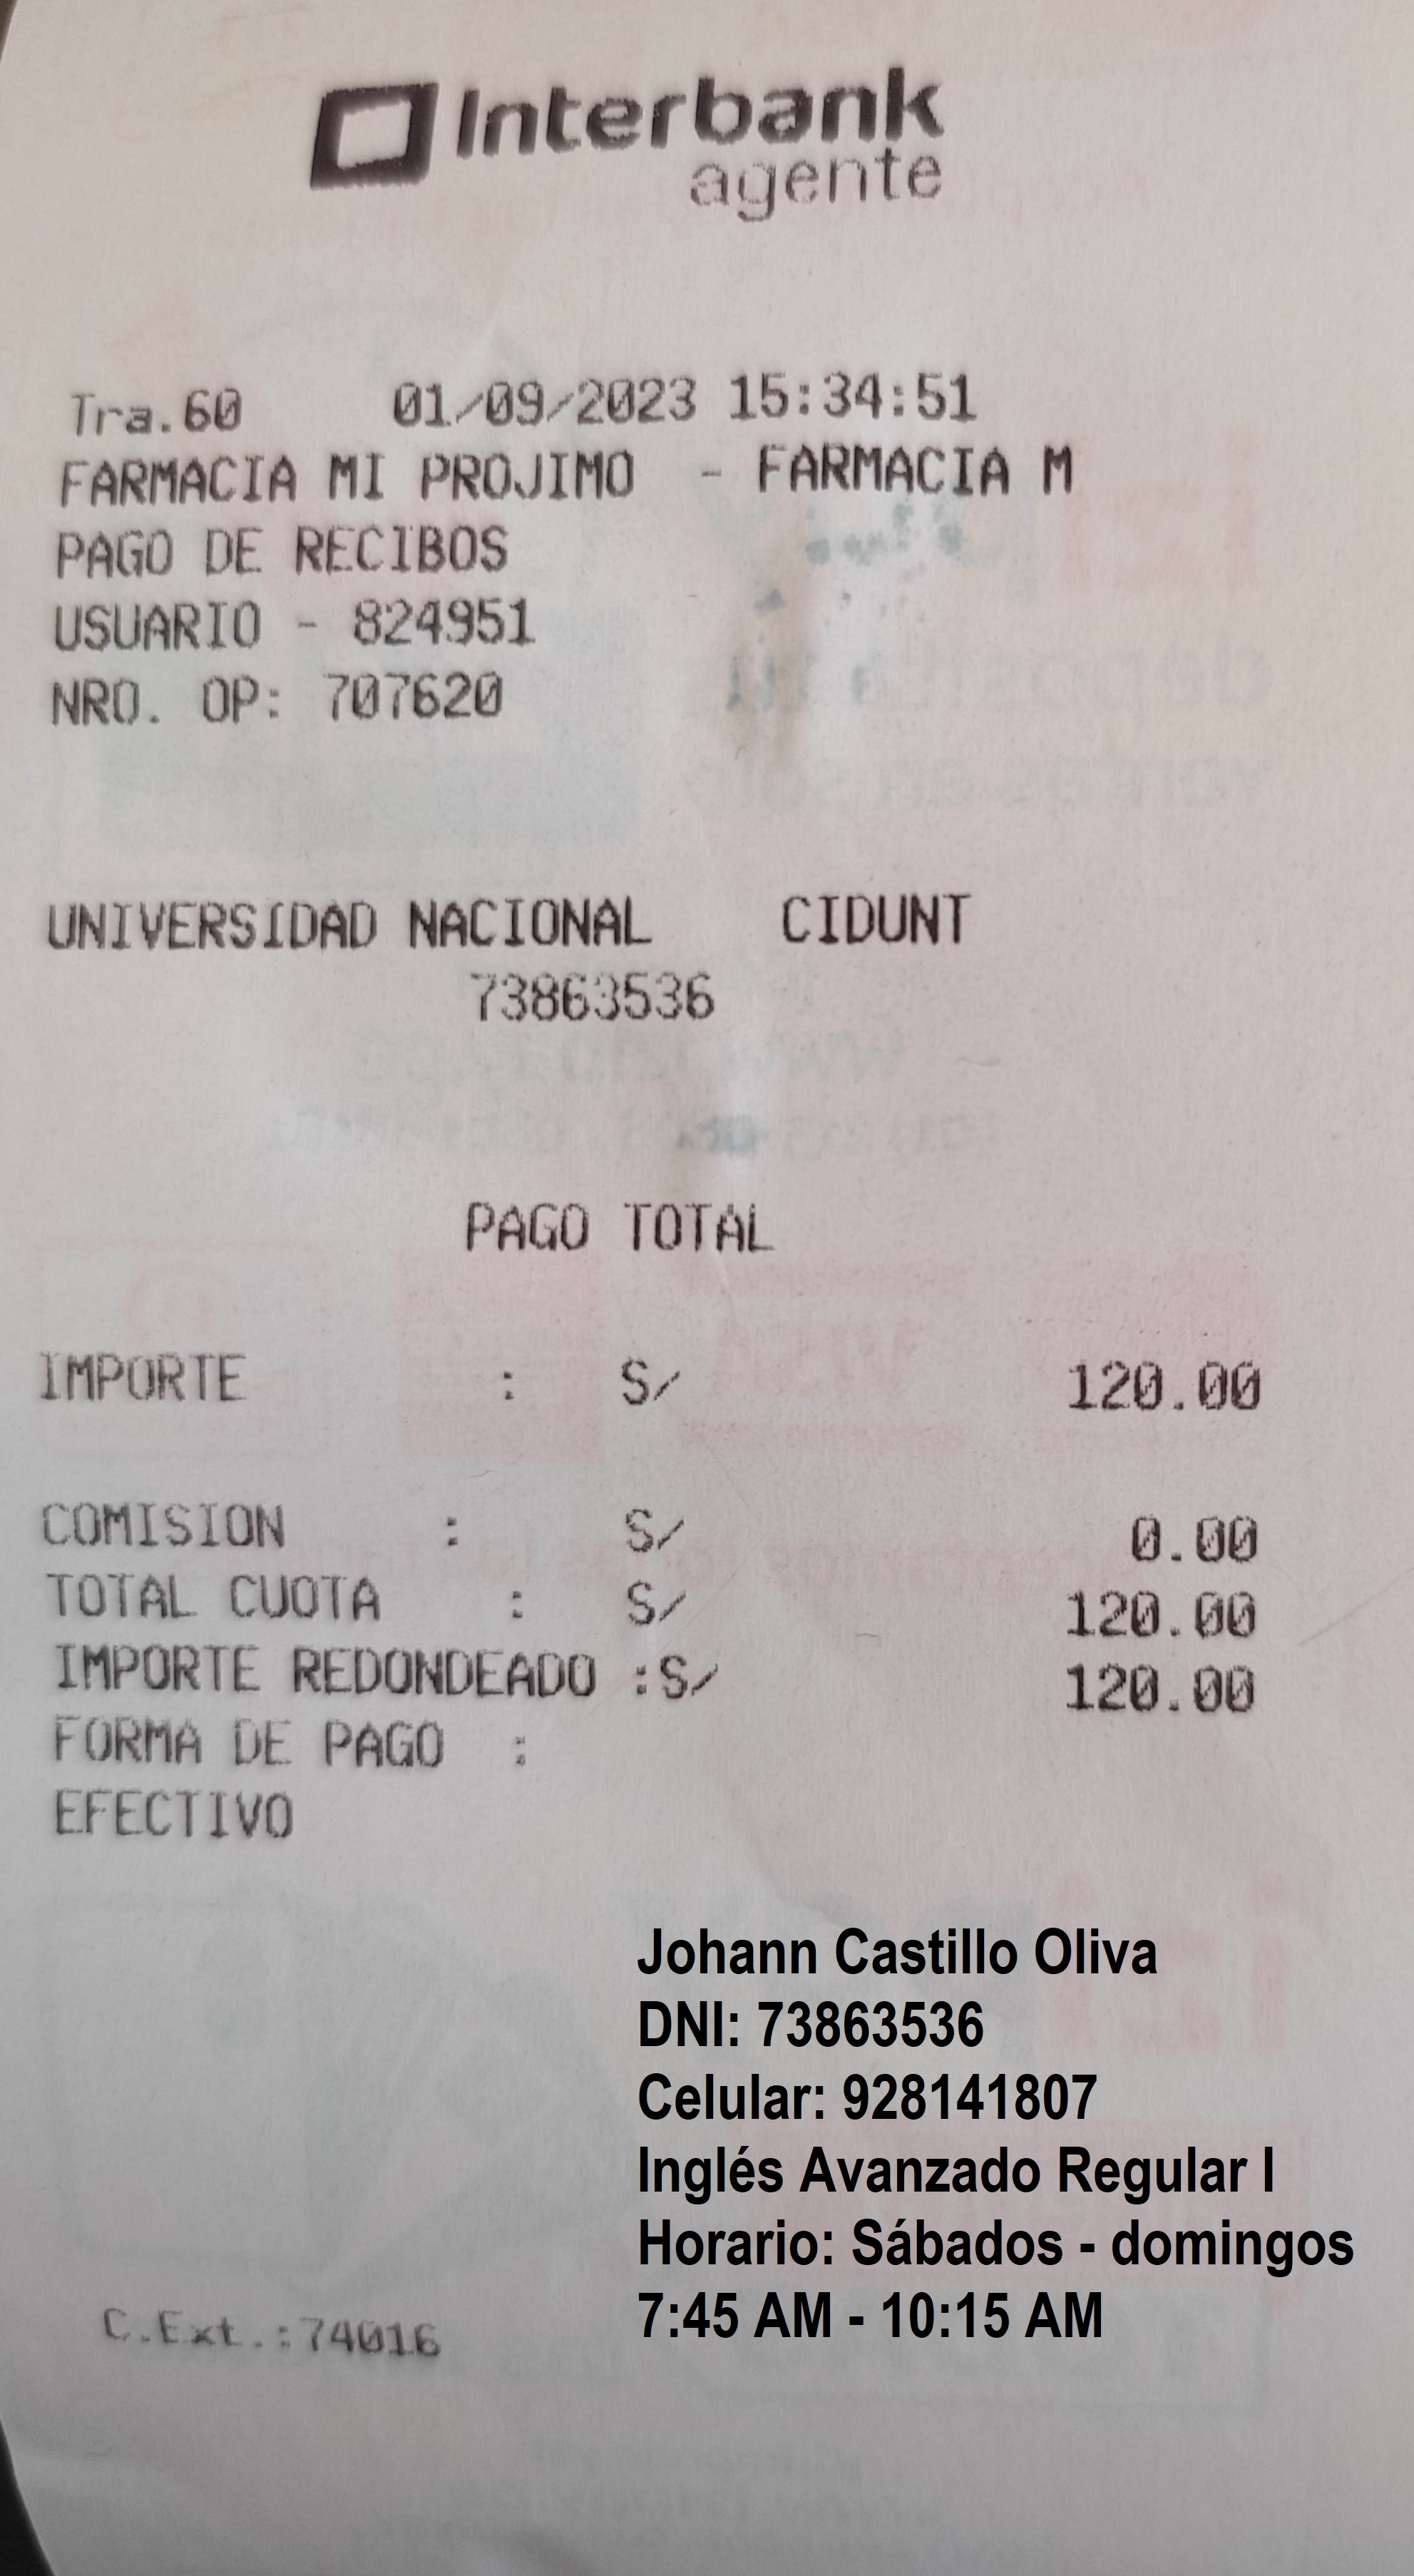 Interbank
agente
Tra.60 01/09/2023 15:34:51
FARMACIA MI PROJIMO - FARMACIA M
PAGO DE RECIBOS
USUARIO - 824951
NRO. OP: 707620
UNIVERSIDAD NACIONAL CIDUNT
73863536
PAGO TOTAL
IMPORTE : S/ 120.00
COMISION : S/ 0.00
TOTAL CUOTA : S/ 120.00
IMPORTE REDONDEADO :S/ 120.00
FORMA DE PAGO :
EFECTIVO
Johann Castillo Oliva
DNI: 73863536
Celular: 928141807
Inglés Avanzado Regular I
Horario: Sábados - domingos
7:45 AM - 10:15 AM
C.Ext.:74016